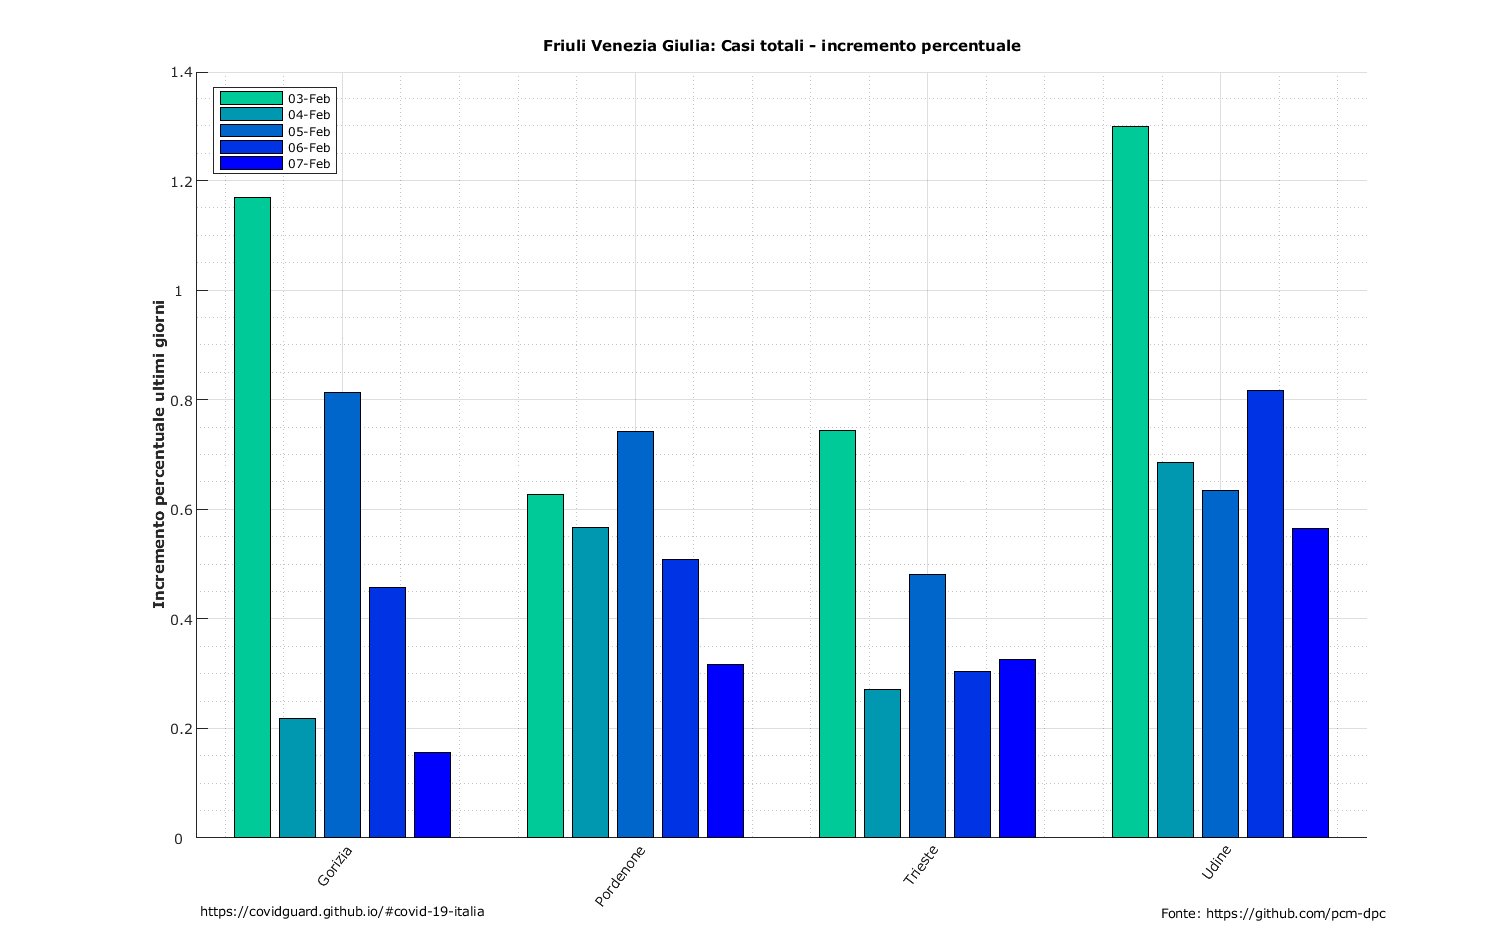 Friuli Venezia Giulia: Casi totali - incremento percentuale
1.4
1.2
1
0.8
0.6
0.4
0.2
0
Incremento percentuale ultimi giorni
03-Feb
04-Feb
05-Feb
06-Feb
07-Feb
Gorizia
Pordenone
Trieste
Udine
https://covidguard.github.io/#covid-19-italia
Fonte: https://github.com/pcm-dpc